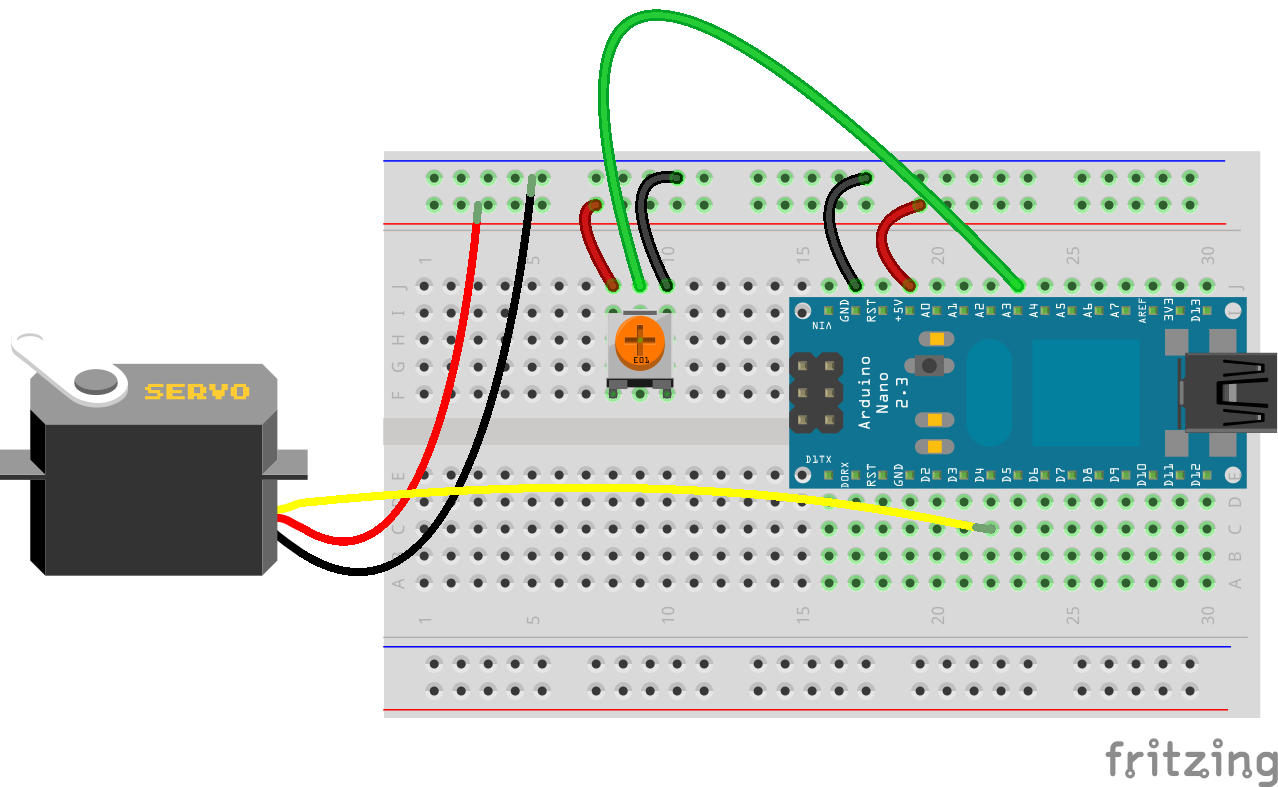 1 5 10 15 20 25 30
J J
I
H
G
F
VIN GND RST +5V A0 A1 A2 A3 A4 A5 A6 A7 AREF 3V3 D13
E01
Arduino
Nano
2.3
SERVO
D1TX D0RX RST GND D2 D3 D4 D5 D6 D7 D8 D9 D10 D11 D12
E
D D
C C
B B
A A
1 5 10 15 20 25 30
fritzing